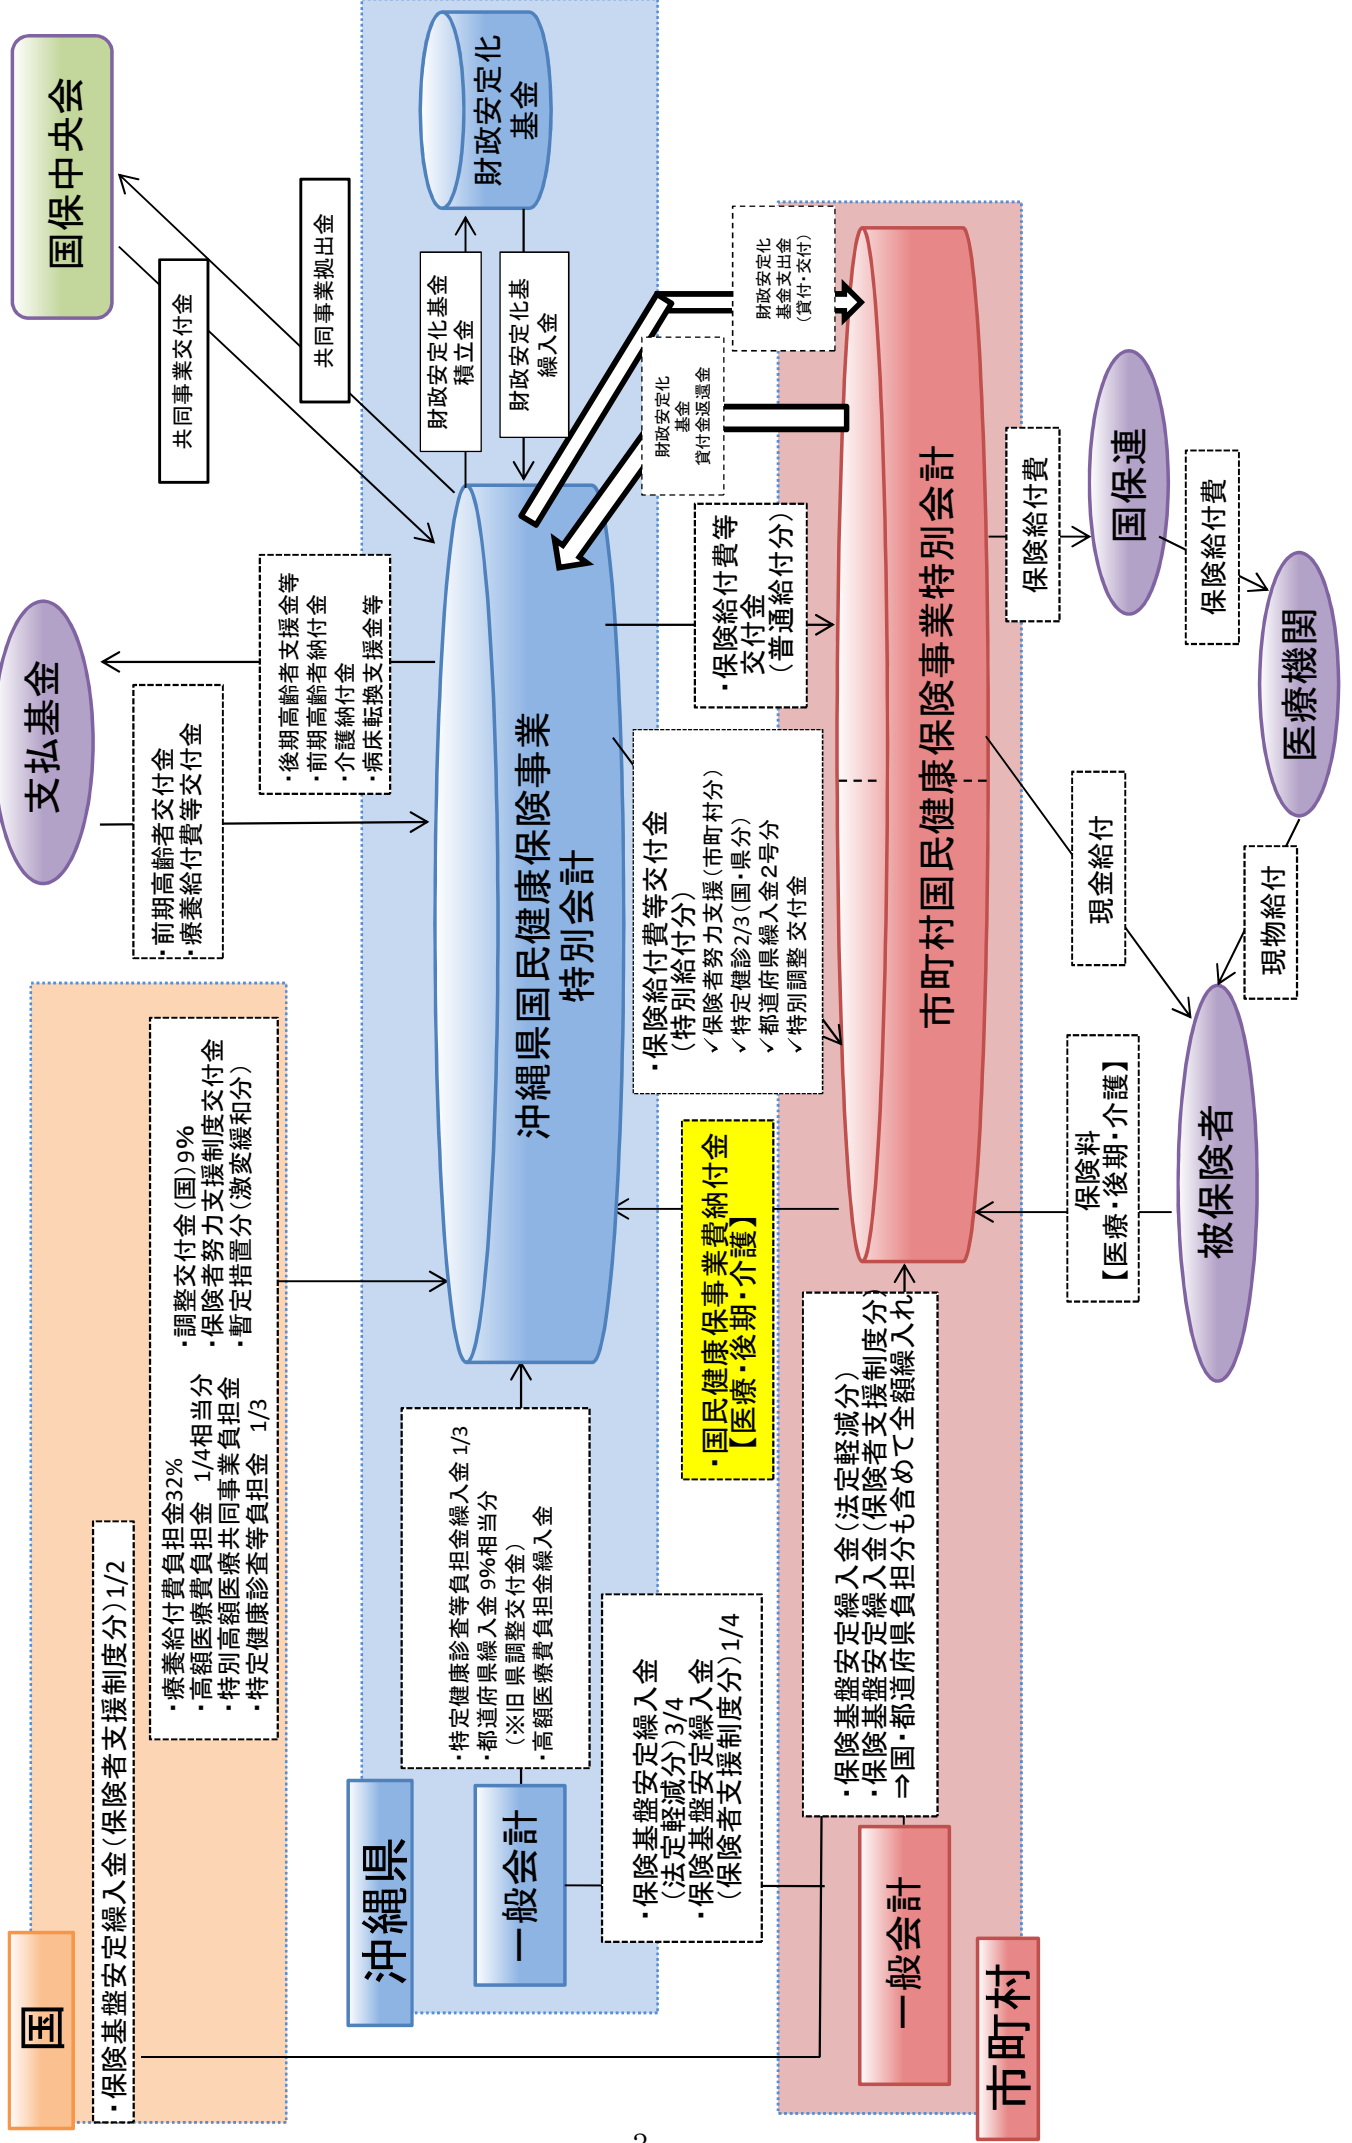 国
・保険基盤安定繰入金（保険者支援制度分）1/2
・療養給付費負担金32%
・高額医療費負担金 1/4相当分
・特別高額医療共同事業負担金
・特定健康診査等負担金 1/3
・調整交付金（国）9%
・保険者努力支援制度交付金
・暫定措置分（激変緩和分）
支払基金
・前期高齢者交付金
・療養給付費等交付金
・後期高齢者支援金等
・前期高齢者納付金
・介護納付金
・病床転換支援金等
国保中央会
共同事業交付金
共同事業拠出金
沖縄県
一般会計
・特定健康診査等負担金繰入金 1/3
・都道府県繰入金 9%相当分
（※旧 県調整交付金）
・高額医療費負担金繰入金
沖縄県国民健康保険事業
特別会計
財政安定化基金
積立金
財政安定化基
繰入金
財政安定化
基金
・保険基盤安定繰入金
（法定軽減分）3/4
・保険基盤安定繰入金
（保険者支援制度分）1/4
・国民健康保事業費納付金
【医療・後期・介護】
・保険給付費等交付金
（特別給付分）
✓保険者努力支援（市町村分）
✓特定健診2/3（国・県分）
✓都道府県繰入金2号分
✓特別調整 交付金
・保険給付費等
交付金
（普通給付分）
財政安定化
基金
貸付金返還金
財政安定化
基金支出金
（貸付・交付）
市町村
一般会計
・保険基盤安定繰入金（法定軽減分）
・保険基盤安定繰入金（保険者支援制度分）
⇒国・都道府県負担分も含めて全額繰入れ
市町村国民健康保険事業特別会計
保険料
【医療・後期・介護】
現金給付
保険給付費
国保連
保険給付費
被保険者
現物給付
医療機関